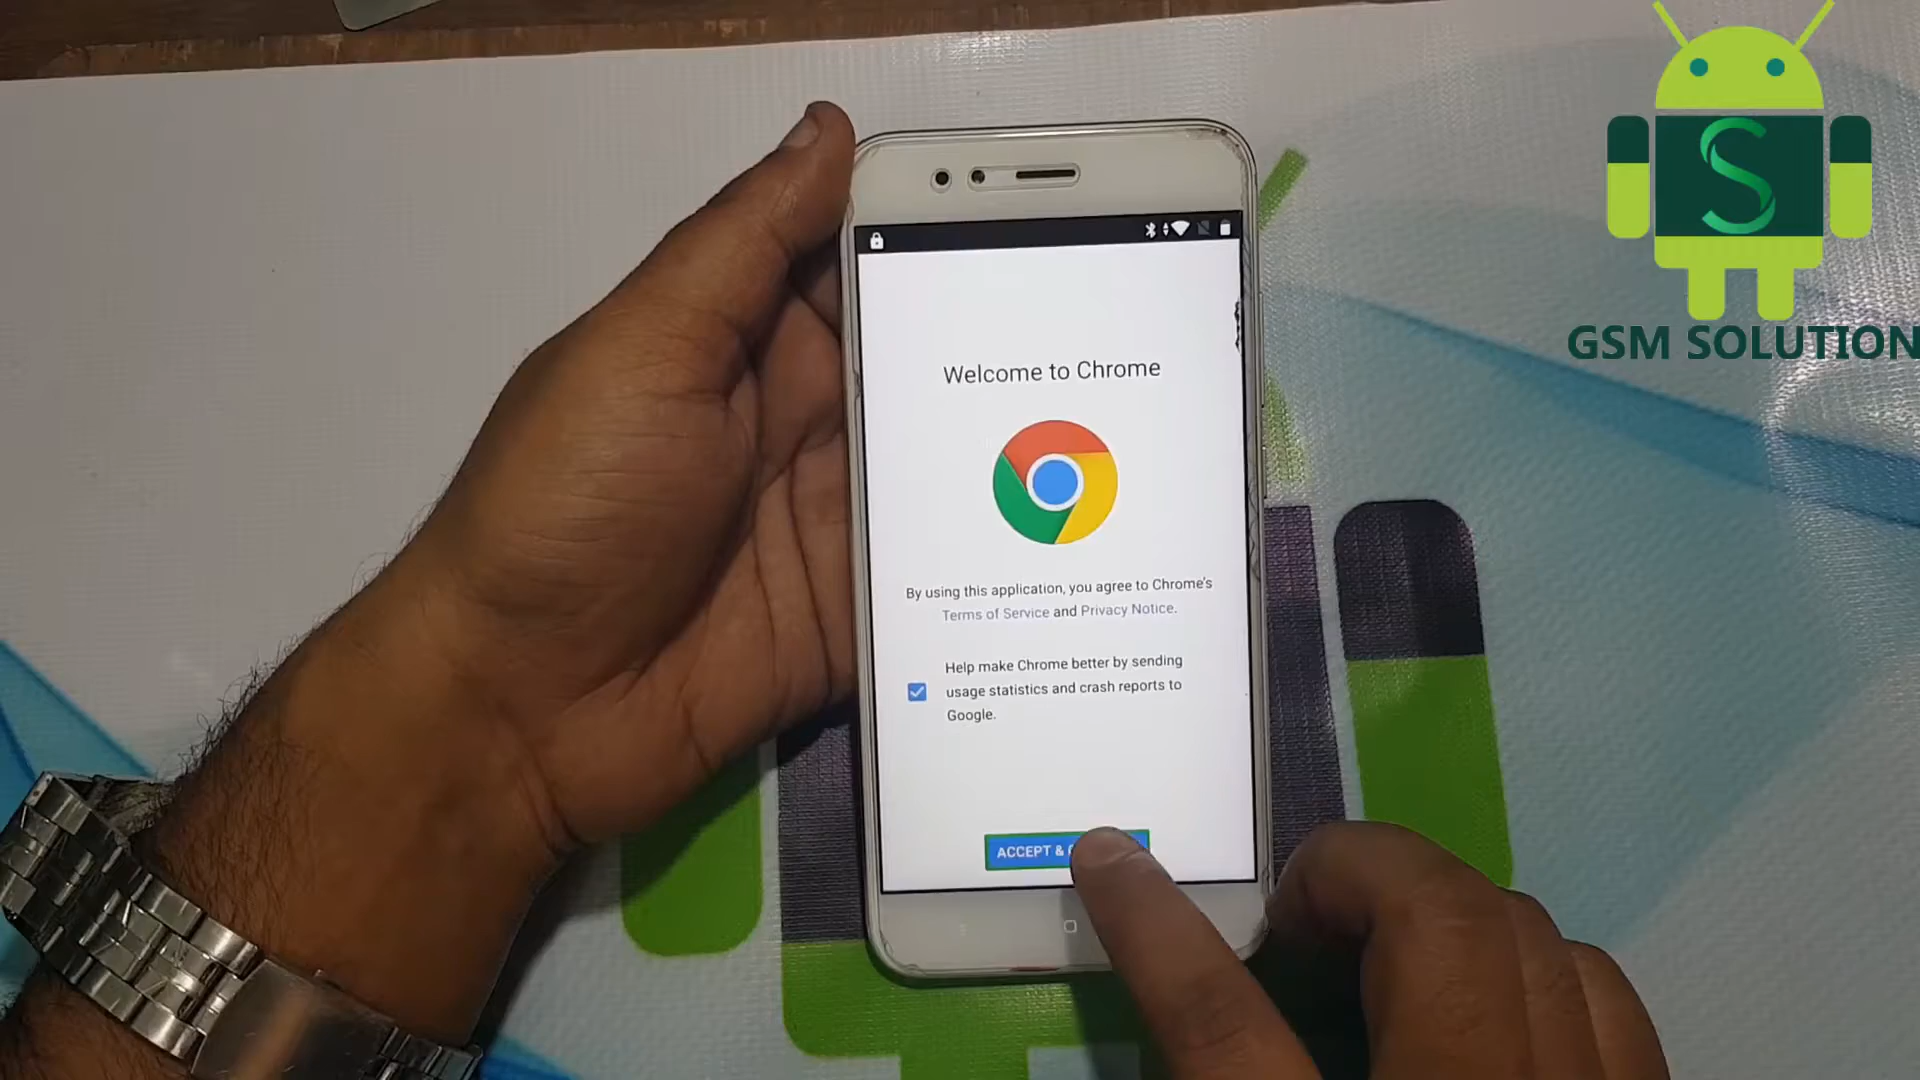 S
GSM SOLUTION
Welcome to Chrome
By using this application, you agree to Chrome's
Terms of Service and Privacy Notice.
Help make Chrome better by sending
usage statistics and crash reports to
Google.
ACCEPT &